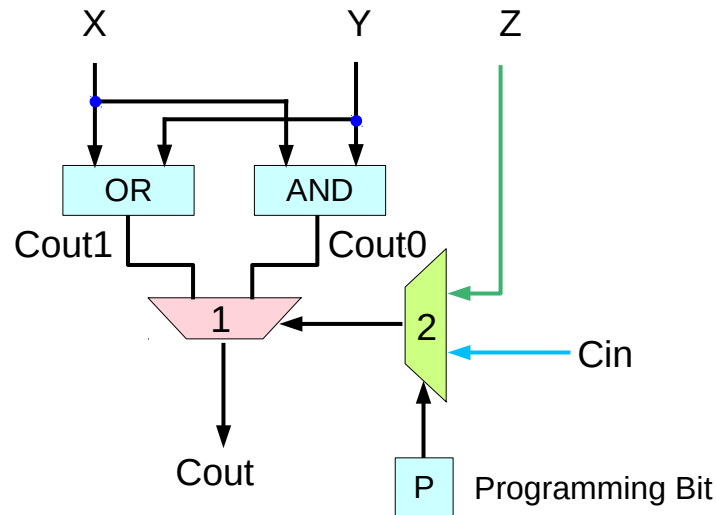 X Y Z
OR AND
Cout1 Cout0
1 2
Cin
Cout
P Programming Bit